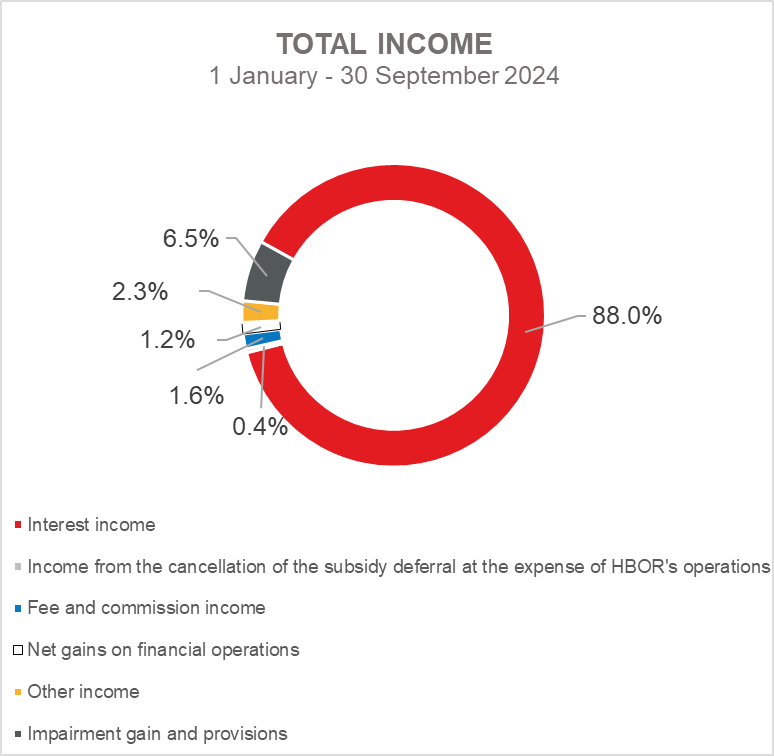 TOTAL INCOME
1 January - 30 September 2024
6.5%
2.3%
88.0%
1.2%
1.6%
0.4%
Interest income
Income from the cancellation of the subsidy deferral at the expense of HBOR's operations
Fee and commission income
Net gains on financial operations
Other income
Impairment gain and provisions